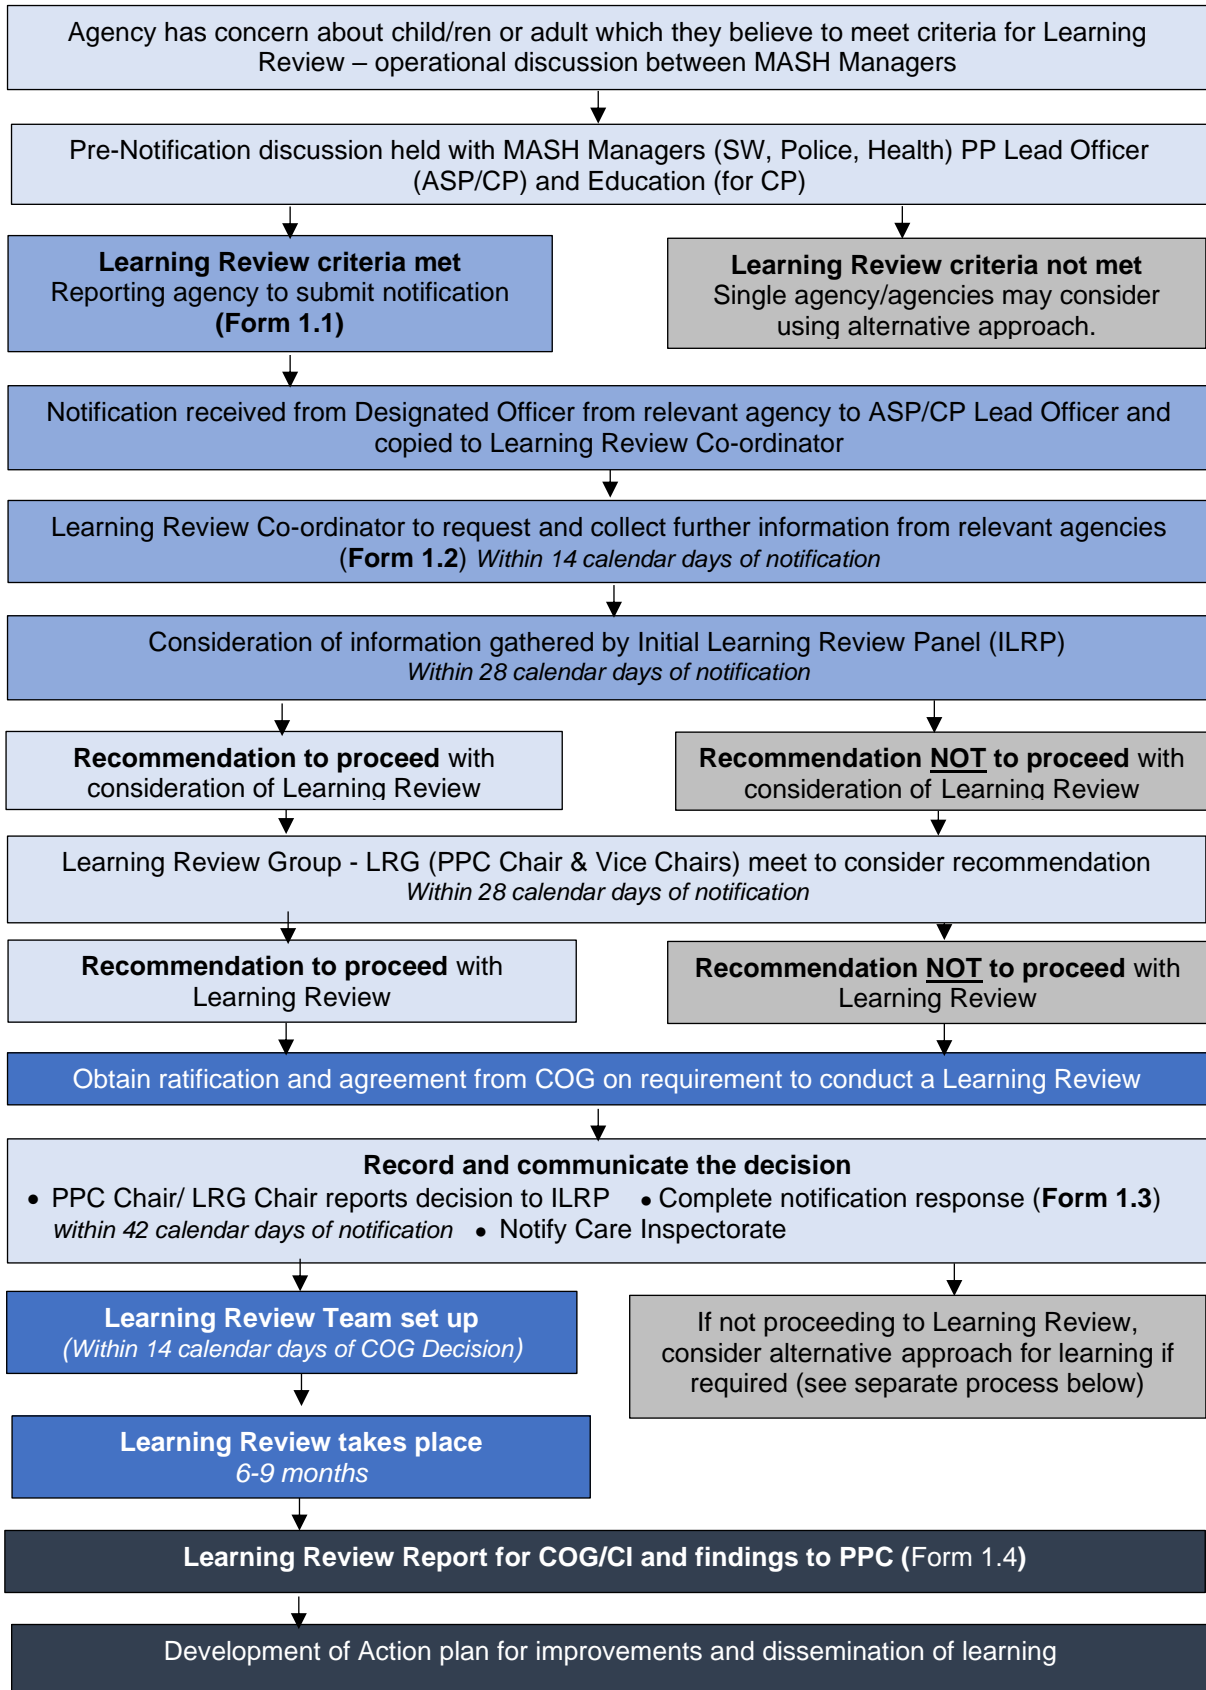 Agency has concern about child/ren or adult which they believe to meet criteria for Learning
Review – operational discussion between MASH Managers
Pre-Notification discussion held with MASH Managers (SW, Police, Health) PP Lead Officer
(ASP/CP) and Education (for CP)
Learning Review criteria met
Reporting agency to submit notification
(Form 1.1)
Learning Review criteria not met
Single agency/agencies may consider
using alternative approach.
Notification received from Designated Officer from relevant agency to ASP/CP Lead Officer and
copied to Learning Review Co-ordinator
Learning Review Co-ordinator to request and collect further information from relevant agencies
(Form 1.2) Within 14 calendar days of notification
Consideration of information gathered by Initial Learning Review Panel (ILRP)
Within 28 calendar days of notification
Recommendation to proceed with
consideration of Learning Review
Recommendation NOT to proceed with
consideration of Learning Review
Learning Review Group - LRG (PPC Chair & Vice Chairs) meet to consider recommendation
Within 28 calendar days of notification
Recommendation to proceed with
Learning Review
Recommendation NOT to proceed with
Learning Review
Obtain ratification and agreement from COG on requirement to conduct a Learning Review
Record and communicate the decision
• PPC Chair/ LRG Chair reports decision to ILRP • Complete notification response (Form 1.3)
within 42 calendar days of notification • Notify Care Inspectorate
Learning Review Team set up
(Within 14 calendar days of COG Decision)
If not proceeding to Learning Review,
consider alternative approach for learning if
required (see separate process below)
Learning Review takes place
6-9 months
Learning Review Report for COG/CI and findings to PPC (Form 1.4)
Development of Action plan for improvements and dissemination of learning